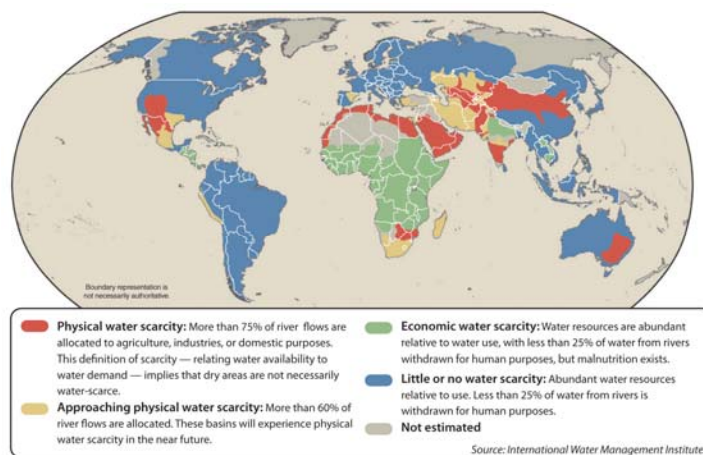 Boundary representation
is not necessarily authoritative
Physical water scarcity: More than 75% of river flows are
allocated to agriculture, industries, or domestic purposes.
This definition of scarcity — relating water availability to
water demand — implies that dry areas are not necessarily
water-scarce.
Approaching physical water scarcity: More than 60% of
river flows are allocated. These basins will experience physical
water scarcity in the near future.
Economic water scarcity: Water resources are abundant
relative to water use, with less than 25% of water from rivers
withdrawn for human purposes, but malnutrition exists.
Little or no water scarcity: Abundant water resources
relative to use. Less than 25% of water from rivers is
withdrawn for human purposes.
Not estimated
Source: International Water Management Institute